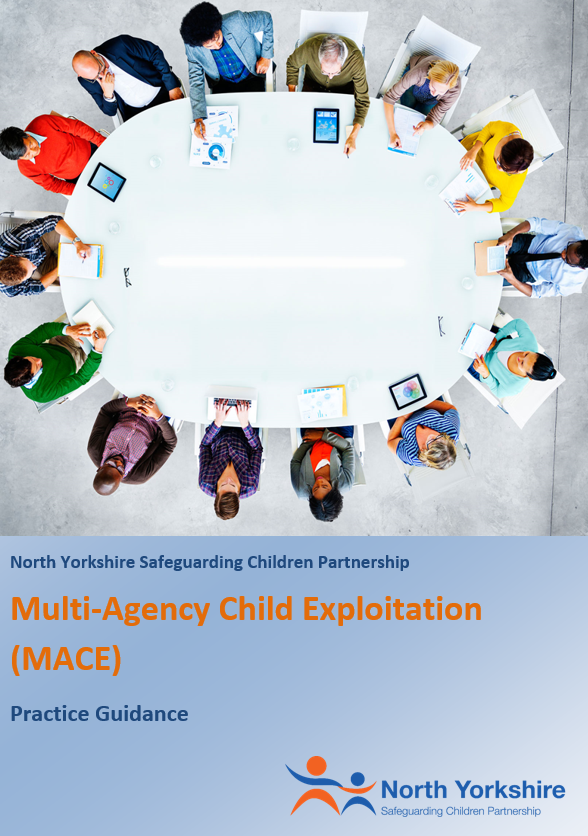 North Yorkshire Safeguarding Children Partnership
Multi-Agency Child Exploitation
(MACE)
Practice Guidance
North Yorkshire
Safeguarding Children Partnership